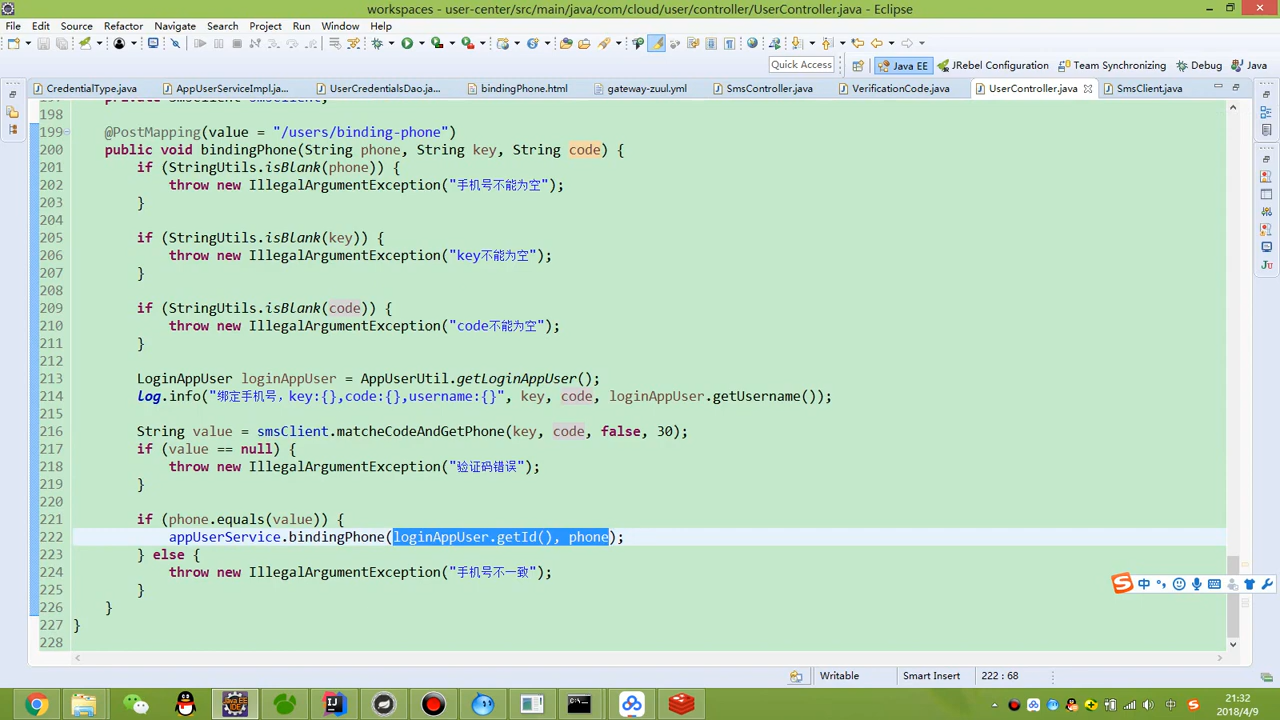 workspaces - user-center/src/main/java/com/cloud/user/controller/UserController.java - Eclipse
File Edit Source Refactor Navigate Search Project Run Window Help
Quick Access Java EE JRebel Configuration Team Synchronizing Debug Java
CredentialType.java AppUserServiceImpl.ja... UserCredentialsDao.ja... bindingPhone.html gateway-zuul.yml SmsController.java VerificationCode.java UserController.java SmsClient.java
198
199 @PostMapping(value = "/users/binding-phone")
200 public void bindingPhone(String phone, String key, String code) {
201 if (StringUtils.isBlank(phone)) {
202 throw new IllegalArgumentException("手机号不能为空");
203 }
204
205 if (StringUtils.isBlank(key)) {
206 throw new IllegalArgumentException("key不能为空");
207 }
208
209 if (StringUtils.isBlank(code)) {
210 throw new IllegalArgumentException("code不能为空");
211 }
212
213 LoginAppUser loginAppUser = AppUserUtil.getLoginAppUser();
214 log.info("绑定手机号，key:{},code:{},username:{}", key, code, loginAppUser.getUsername());
215
216 String value = smsClient.matcheCodeAndGetPhone(key, code, false, 30);
217 if (value == null) {
218 throw new IllegalArgumentException("验证码错误");
219 }
220
221 if (phone.equals(value)) {
222 appUserService.bindingPhone(loginAppUser.getId(), phone);
223 } else {
224 throw new IllegalArgumentException("手机号不一致");
225 }
226 }
227 }
228
中
Writable Smart Insert 222 : 68
21:32
中
2018/4/9